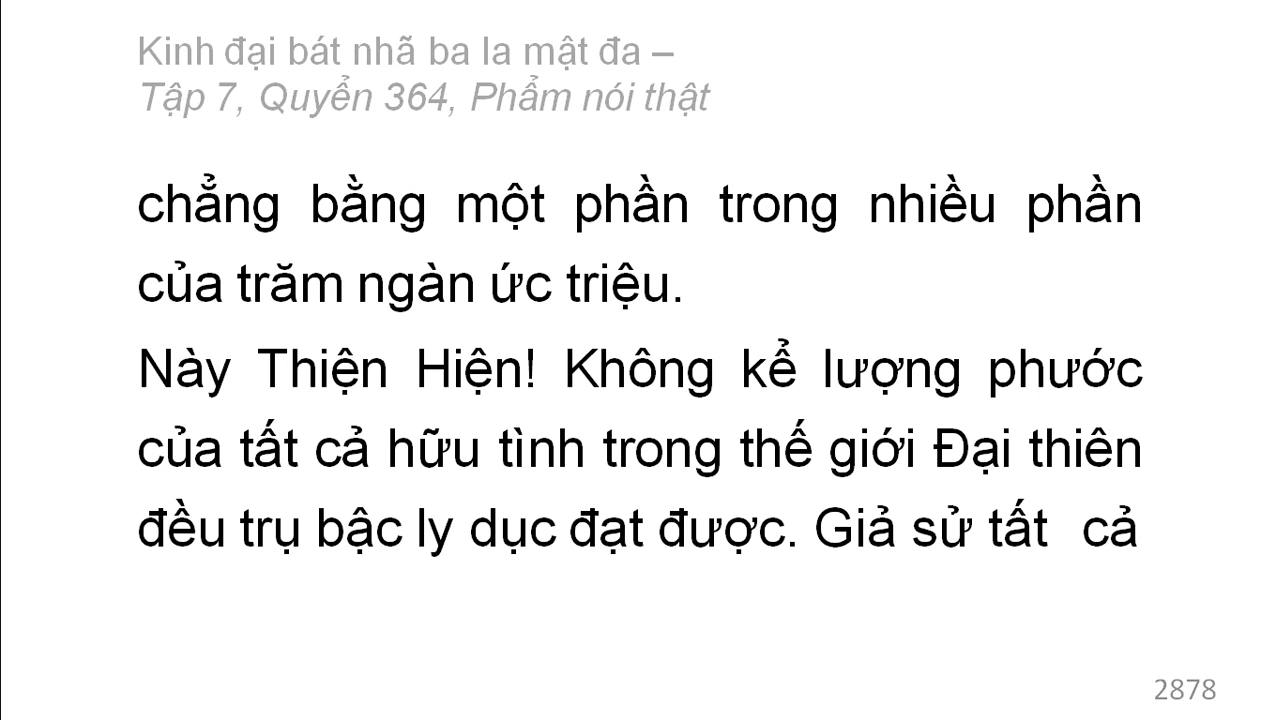 Kinh đại bát nhã ba la mật đa –
Tập 7, Quyển 364, Phẩm nói thật
chẳng bằng một phần trong nhiều phần
của trăm ngàn ức triệu.
Này Thiện Hiện! Không kể lượng phước
của tất cả hữu tình trong thế giới Đại thiên
đều trụ bậc ly dục đạt được. Giả sử tất cả
2878